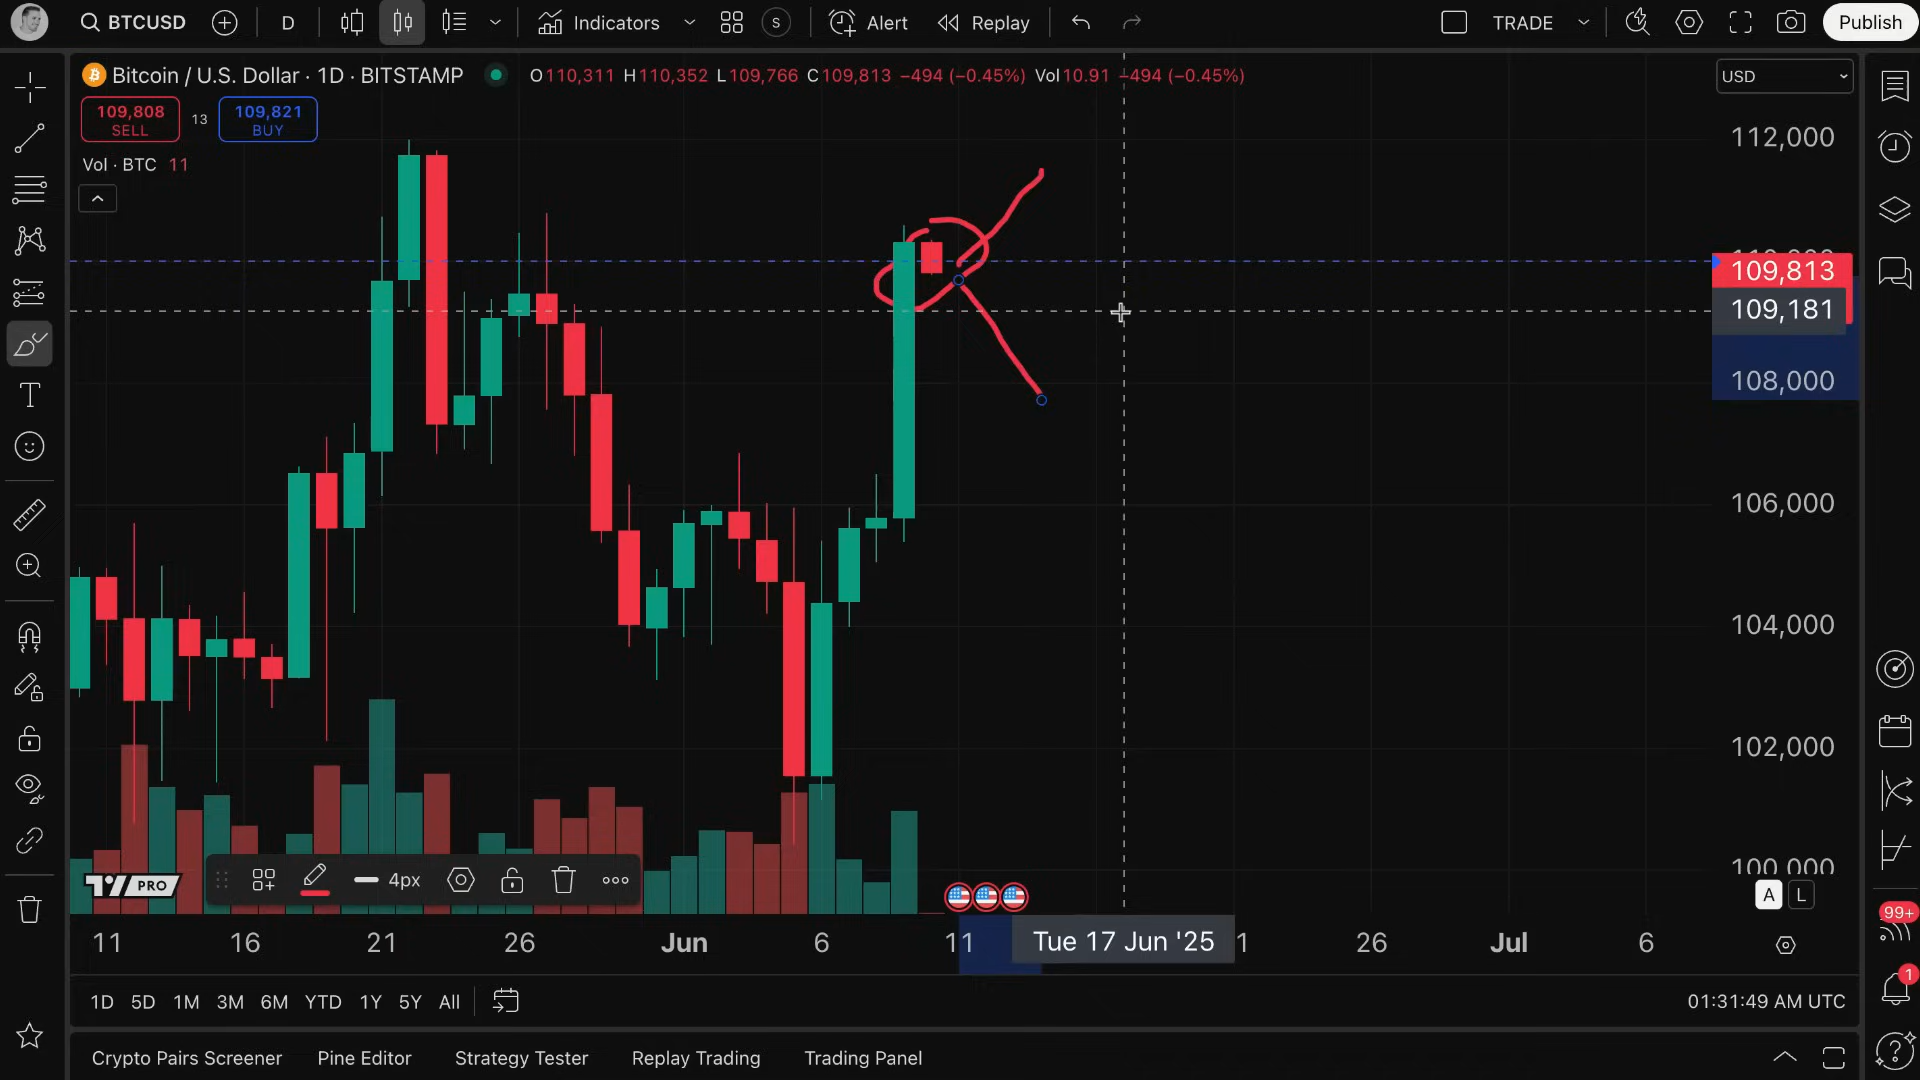 BTCUSD D Indicators S Alert Replay TRADE Publish
Bitcoin / U.S. Dollar · 1D · BITSTAMP O110,311 H110,352 L109,766 C109,813 −494 (−0.45%) Vol10.91 −494 (−0.45%)
USD
109,808 SELL 13 109,821 BUY
Vol · BTC 11
112,000
109,813
109,181
108,000
106,000
104,000
102,000
100,000
TV PRO
4px
A L
99+
11 16 21 26 Jun 6 11 Tue 17 Jun '25 1 26 Jul 6
1
1D 5D 1M 3M 6M YTD 1Y 5Y All 01:31:49 AM UTC
Crypto Pairs Screener Pine Editor Strategy Tester Replay Trading Trading Panel